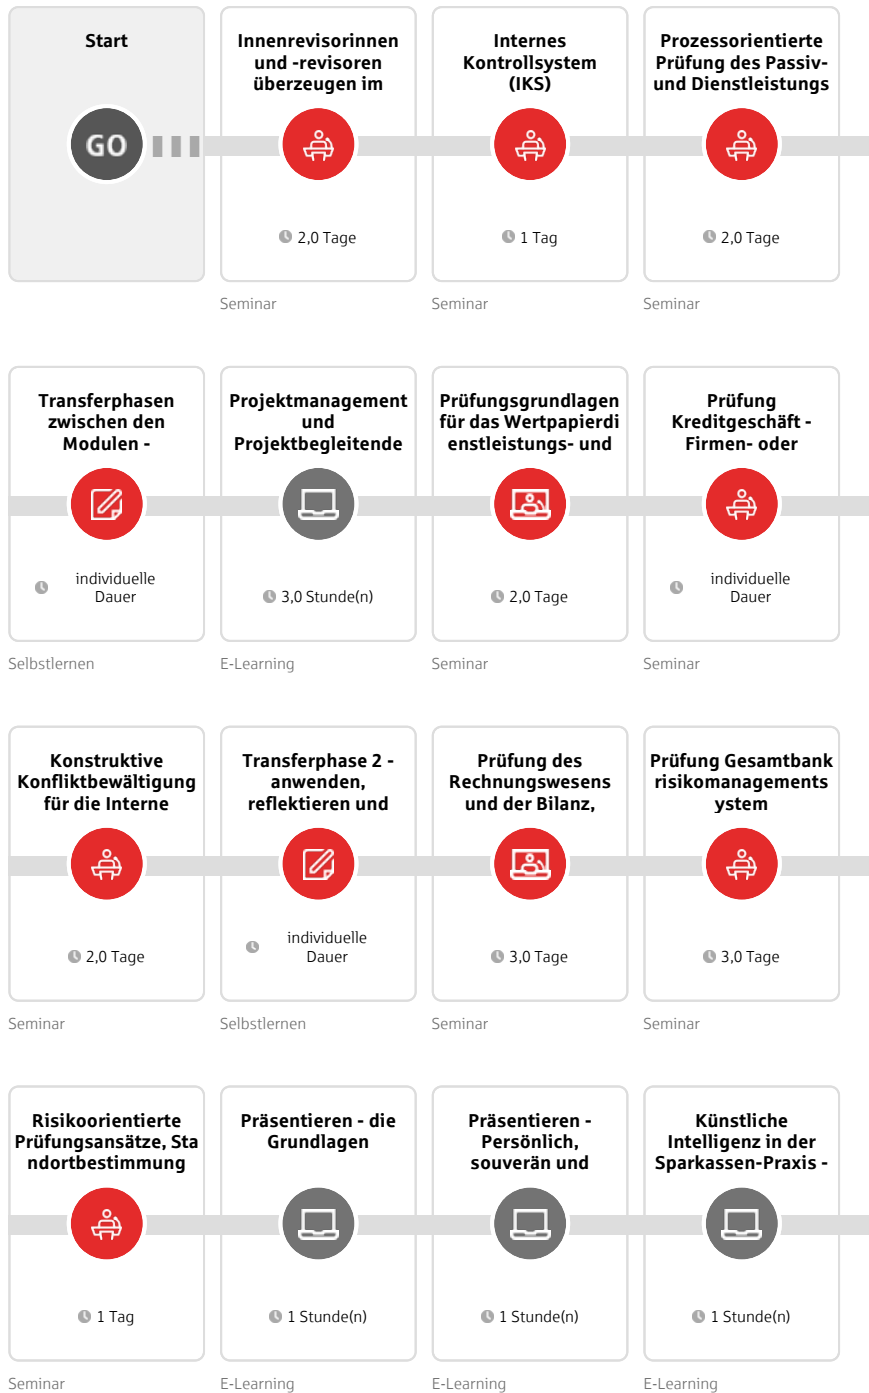 Start
Innenrevisorinnen
und -revisoren
überzeugen im
Internes
Kontrollsystem
(IKS)
Prozessorientierte
Prüfung des Passiv-
und Dienstleistungs
GO
2,0 Tage
1 Tag
2,0 Tage
Seminar
Seminar
Seminar
Transferphasen
zwischen den
Modulen -
Projektmanagement
und
Projektbegleitende
Prüfungsgrundlagen
für das Wertpapierdi
enstleistungs- und
Prüfung
Kreditgeschäft -
Firmen- oder
individuelle
Dauer
3,0 Stunde(n)
2,0 Tage
individuelle
Dauer
Selbstlernen
E-Learning
Seminar
Seminar
Konstruktive
Konfliktbewältigung
für die Interne
Transferphase 2 -
anwenden,
reflektieren und
Prüfung des
Rechnungswesens
und der Bilanz,
Prüfung Gesamtbank
risikomanagements
ystem
2,0 Tage
individuelle
Dauer
3,0 Tage
3,0 Tage
Seminar
Selbstlernen
Seminar
Seminar
Risikoorientierte
Prüfungsansätze, Sta
ndortbestimmung
Präsentieren - die
Grundlagen
Präsentieren -
Persönlich,
souverän und
Künstliche
Intelligenz in der
Sparkassen-Praxis -
1 Tag
1 Stunde(n)
1 Stunde(n)
1 Stunde(n)
Seminar
E-Learning
E-Learning
E-Learning